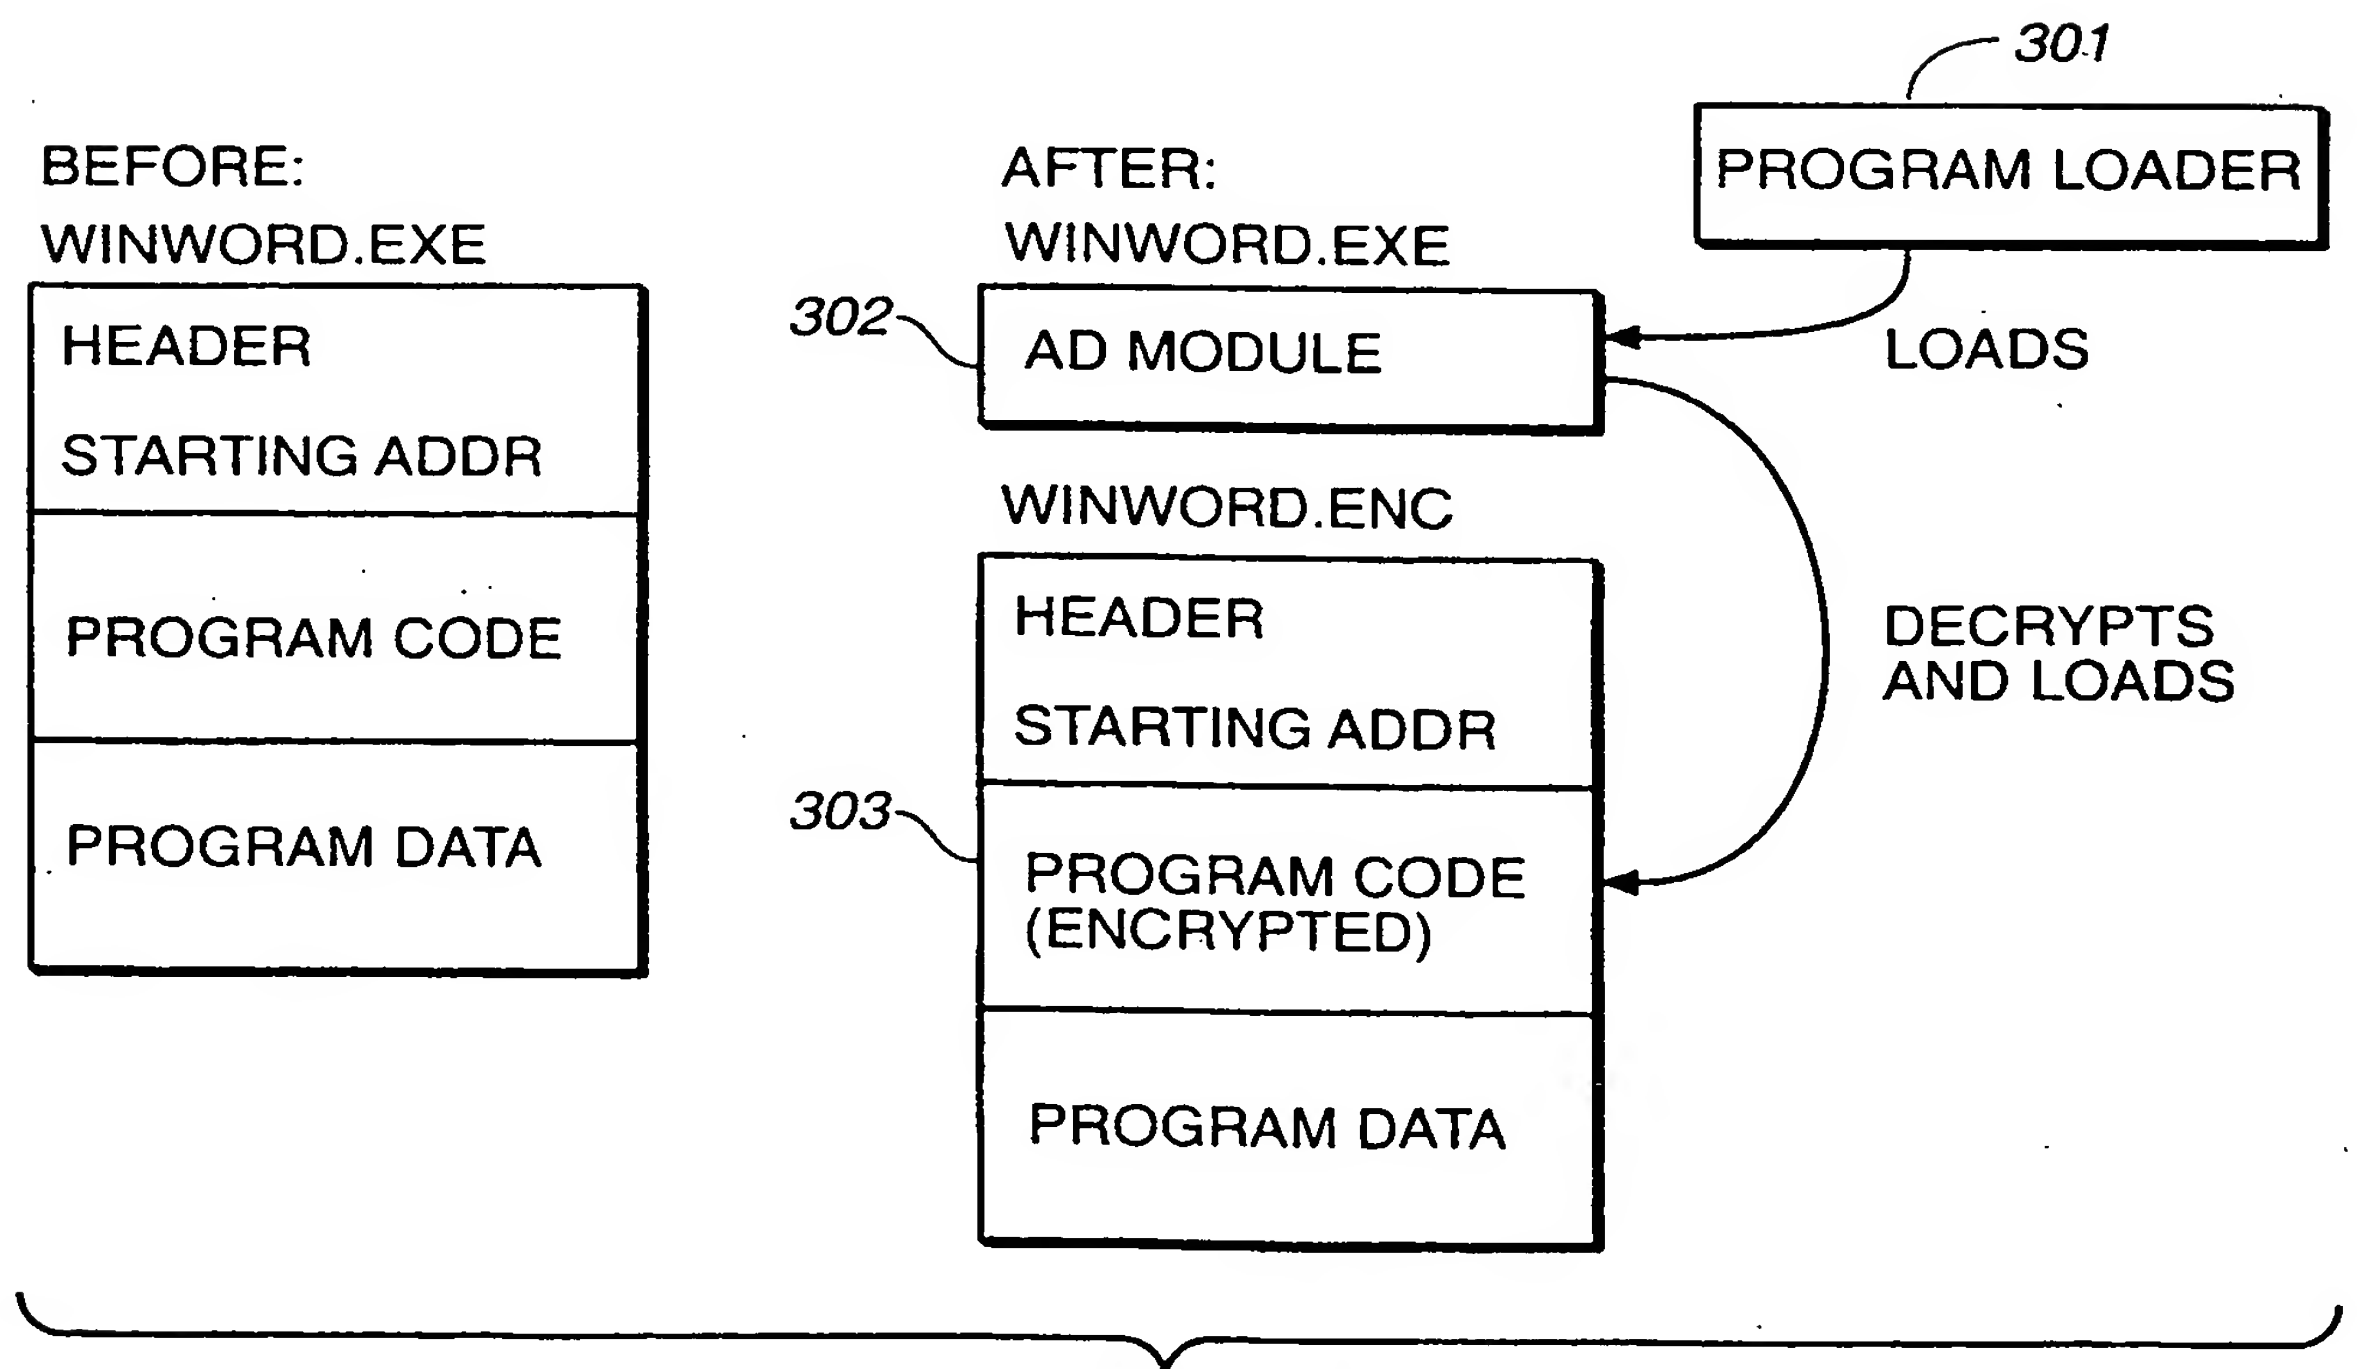 BEFORE:
WINWORD.EXE
HEADER
STARTING ADDR
PROGRAM CODE
PROGRAM DATA
AFTER:
WINWORD.EXE
302
AD MODULE
WINWORD.ENC
HEADER
STARTING ADDR
303
PROGRAM CODE
(ENCRYPTED)
PROGRAM DATA
301
PROGRAM LOADER
LOADS
DECRYPTS
AND LOADS